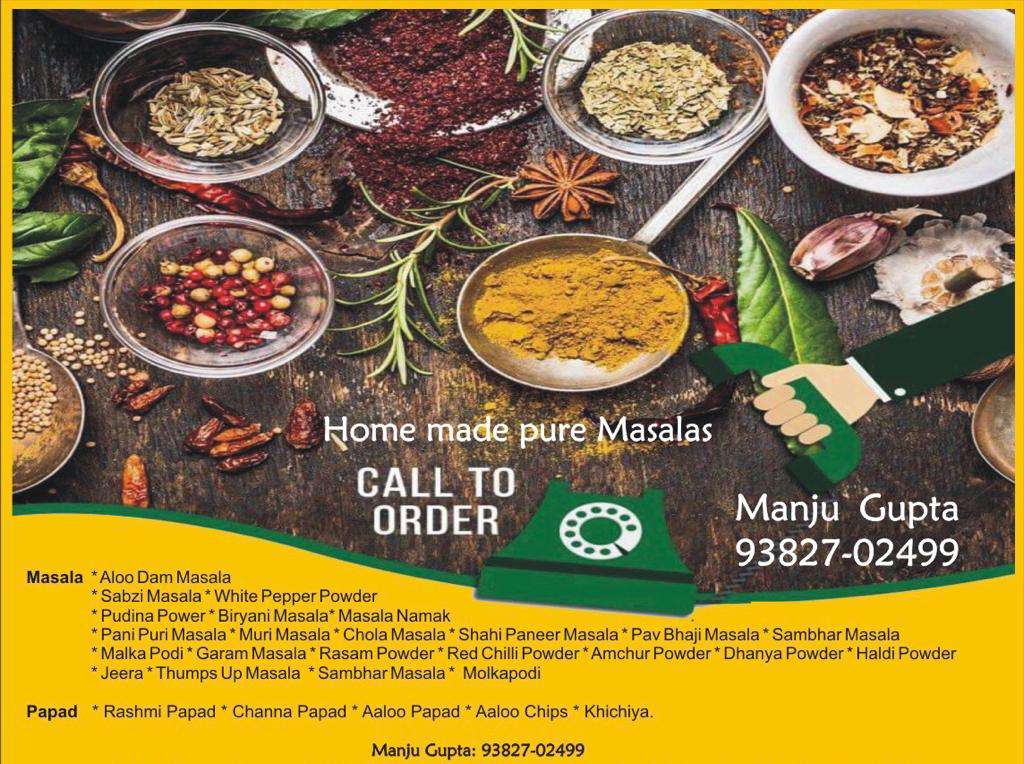 Home made pure Masalas
CALL TO
ORDER
Manju Gupta
93827-02499
Masala * Aloo Dam Masala
* Sabzi Masala * White Pepper Powder
* Pudina Power * Biryani Masala* Masala Namak
* Pani Puri Masala * Muri Masala * Chola Masala * Shahi Paneer Masala * Pav Bhaji Masala * Sambhar Masala
* Malka Podi * Garam Masala * Rasam Powder * Red Chilli Powder * Amchur Powder * Dhanya Powder * Haldi Powder
* Jeera * Thumps Up Masala * Sambhar Masala * Molkapodi
Papad * Rashmi Papad * Channa Papad * Aaloo Papad * Aaloo Chips * Khichiya.
Manju Gupta: 93827-02499